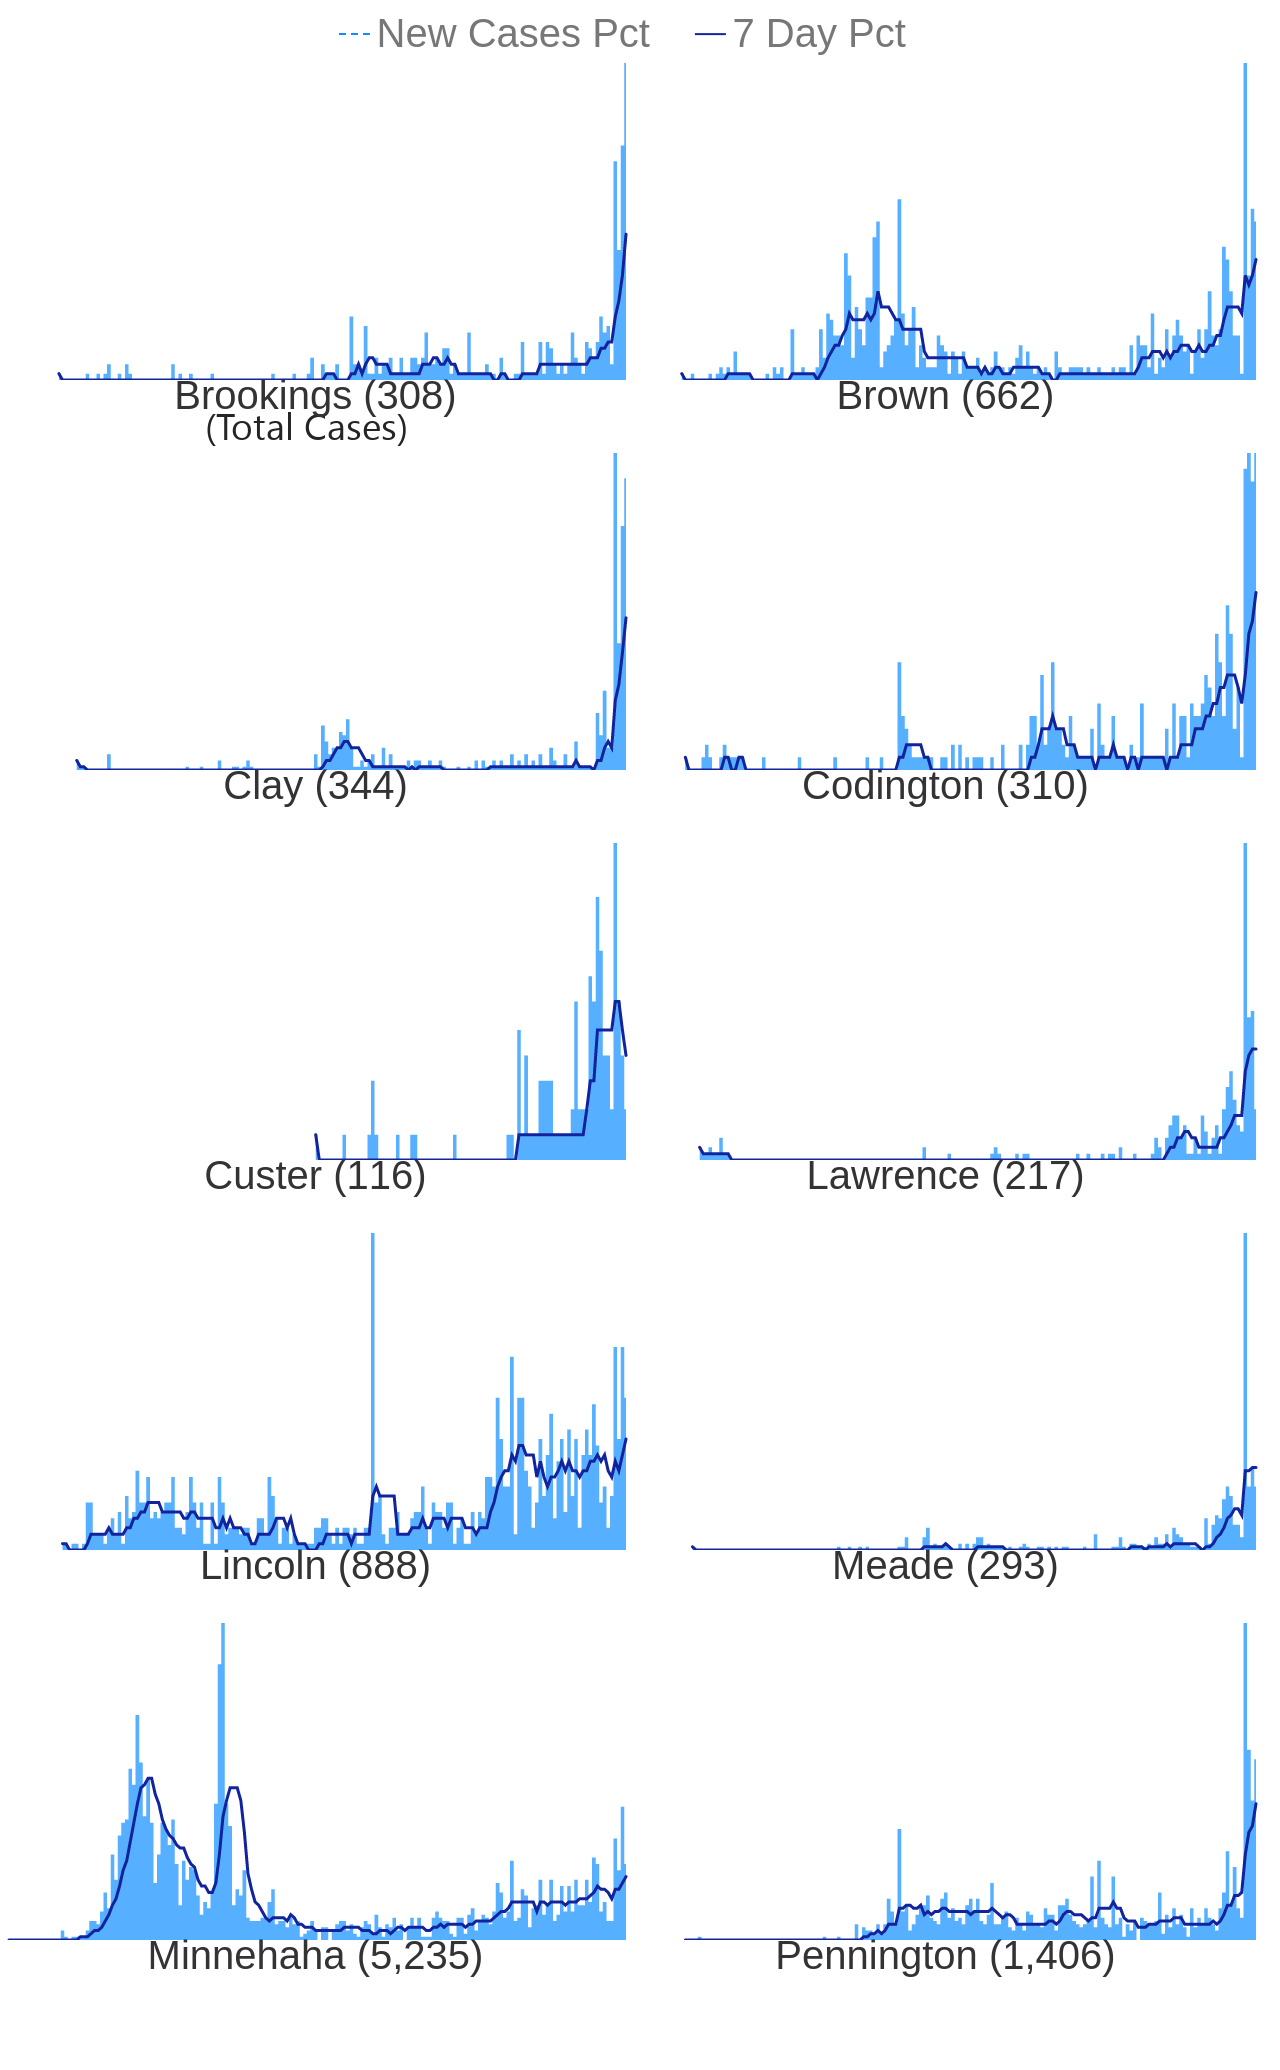 New Cases Pct 7 Day Pct
Brookings (308) Brown (662)
(Total Cases)
Clay (344) Codington (310)
Custer (116) Lawrence (217)
Lincoln (888) Meade (293)
Minnehaha (5,235) Pennington (1,406)